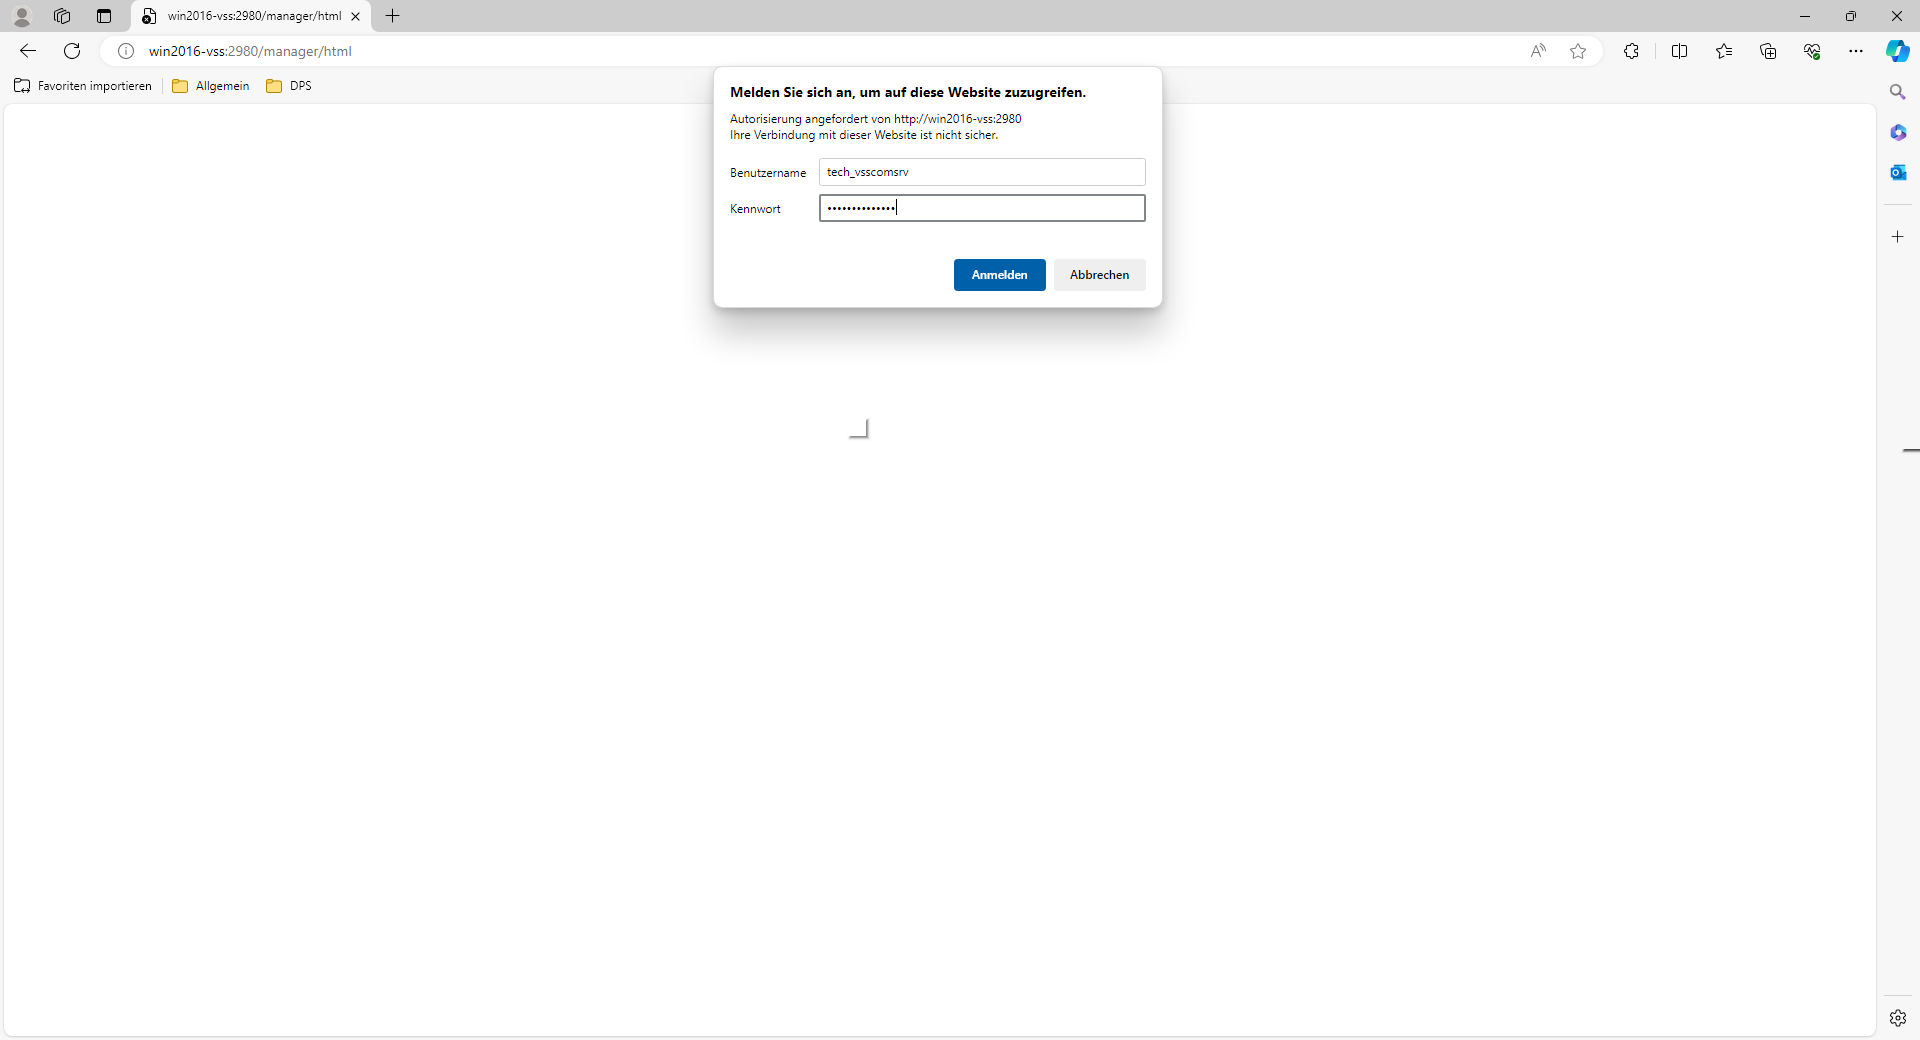 win2016-vss:2980/manager/html
win2016-vss:2980/manager/html
Favoriten importieren
Allgemein
DPS
Melden Sie sich an, um auf diese Website zuzugreifen.
Autorisierung angefordert von http://win2016-vss:2980
Ihre Verbindung mit dieser Website ist nicht sicher.
Benutzername tech_vsscomsrv
Kennwort ••••••••••••••
Anmelden Abbrechen